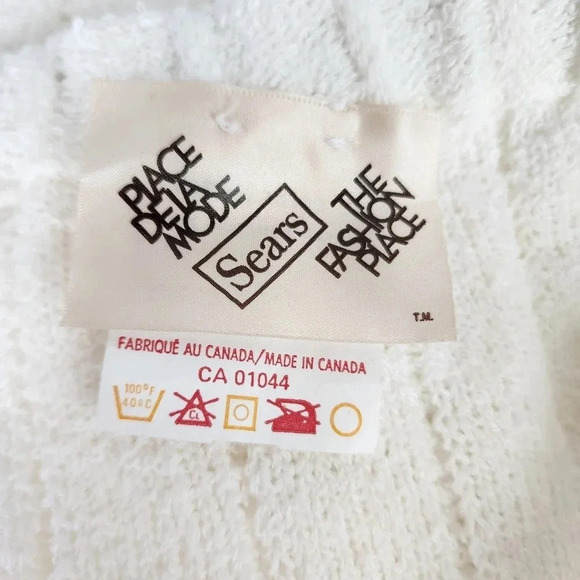 PLACE
DE LA
MODE
Sears
THE
FASHION
PLACE
T.M.
FABRIQUÉ AU CANADA/MADE IN CANADA
CA 01044
100°F
40°C
CL